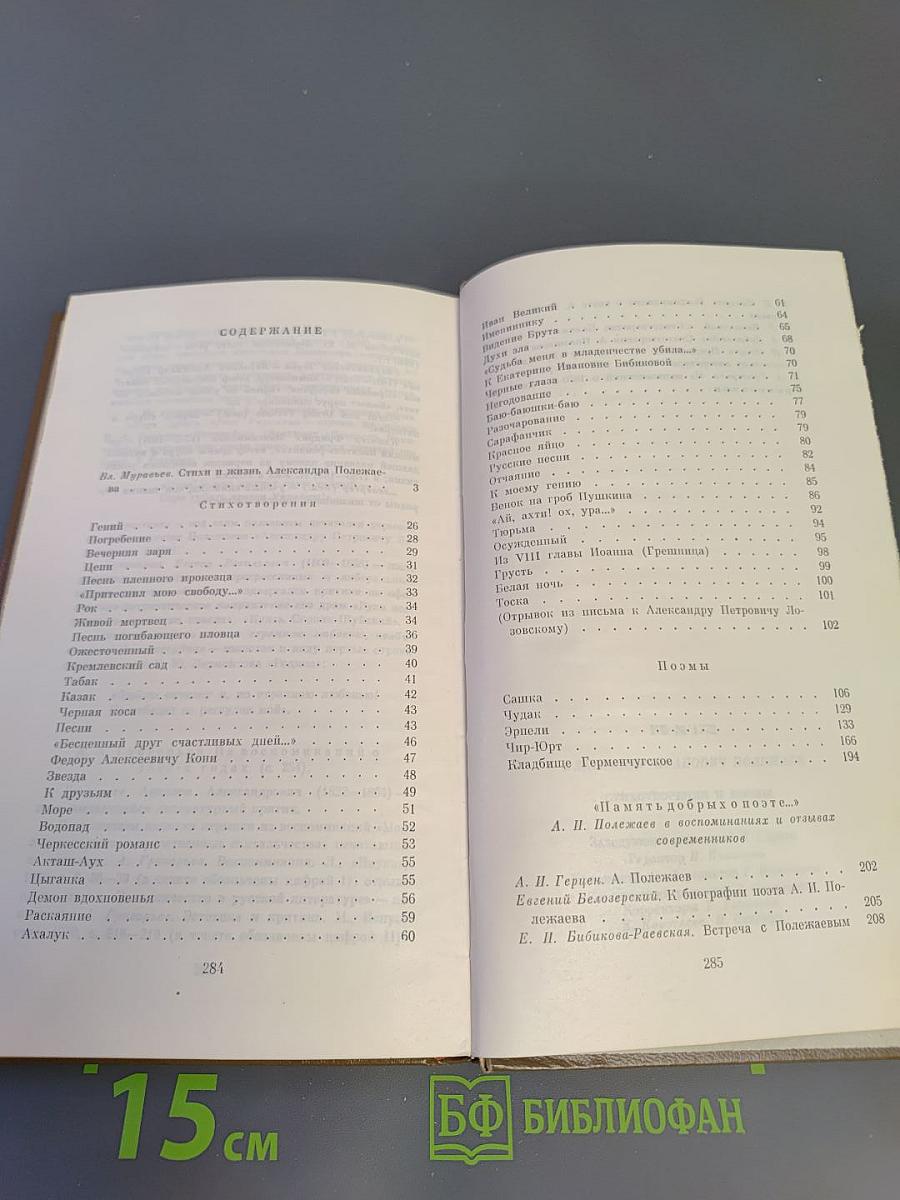 СОДЕРЖАНИЕ
Вл. Муравьев. Стихи и жизнь Александра Полежае-
ва . . . 3
Стихотворения
Гений . . . 26
Погребение . . . 28
Вечерняя заря . . . 29
Цепи . . . 31
Песнь пленного ирокезца . . . 32
«Притеснил мою свободу...» . . . 33
Рок . . . 34
Живой мертвец . . . 34
Песнь погибающего пловца . . . 36
Ожесточенный . . . 39
Кремлевский сад . . . 40
Табак . . . 41
Казак . . . 42
Черная коса . . . 43
Песни . . . 43
«Бесценный друг счастливых дней...» . . . 46
Федору Алексеевичу Кони . . . 47
Звезда . . . 48
К друзьям . . . 49
Море . . . 51
Водопад . . . 52
Черкесский романс . . . 53
Акташ-Аух . . . 55
Цыганка . . . 55
Демон вдохновенья . . . 56
Раскаяние . . . 59
Ахалук . . . 60
284
Иван Великий . . . 61
Имениннику . . . 64
Видение Брута . . . 65
Духи зла . . . 68
«Судьба меня в младенчестве убила...» . . . 70
К Екатерине Ивановне Бибиковой . . . 70
Черные глаза . . . 71
Негодование . . . 75
Баю-баюшки-баю . . . 77
Разочарование . . . 79
Сарафанчик . . . 79
Красное яйцо . . . 80
Русские песни . . . 82
Отчаяние . . . 84
К моему гению . . . 85
Венок на гроб Пушкина . . . 86
«Ай, ахти! ох, ура...» . . . 92
Тюрьма . . . 94
Осужденный . . . 95
Из VIII главы Иоанна (Грешница) . . . 98
Грусть . . . 99
Белая ночь . . . 100
Тоска . . . 101
(Отрывок из письма к Александру Петровичу Ло-
зовскому) . . . 102
Поэмы
Сашка . . . 106
Чудак . . . 129
Эрпели . . . 133
Чир-Юрт . . . 166
Кладбище Герменчугское . . . 194
«Память добрых о поэте...»
А. И. Полежаев в воспоминаниях и отзывах
современников
А. И. Герцен. А. Полежаев . . . 202
Евгений Белозерский. К биографии поэта А. И. По-
лежаева . . . 205
Е. И. Бибикова-Раевская. Встреча с Полежаевым 208
285
15 см
БФ БИБЛИОФАН